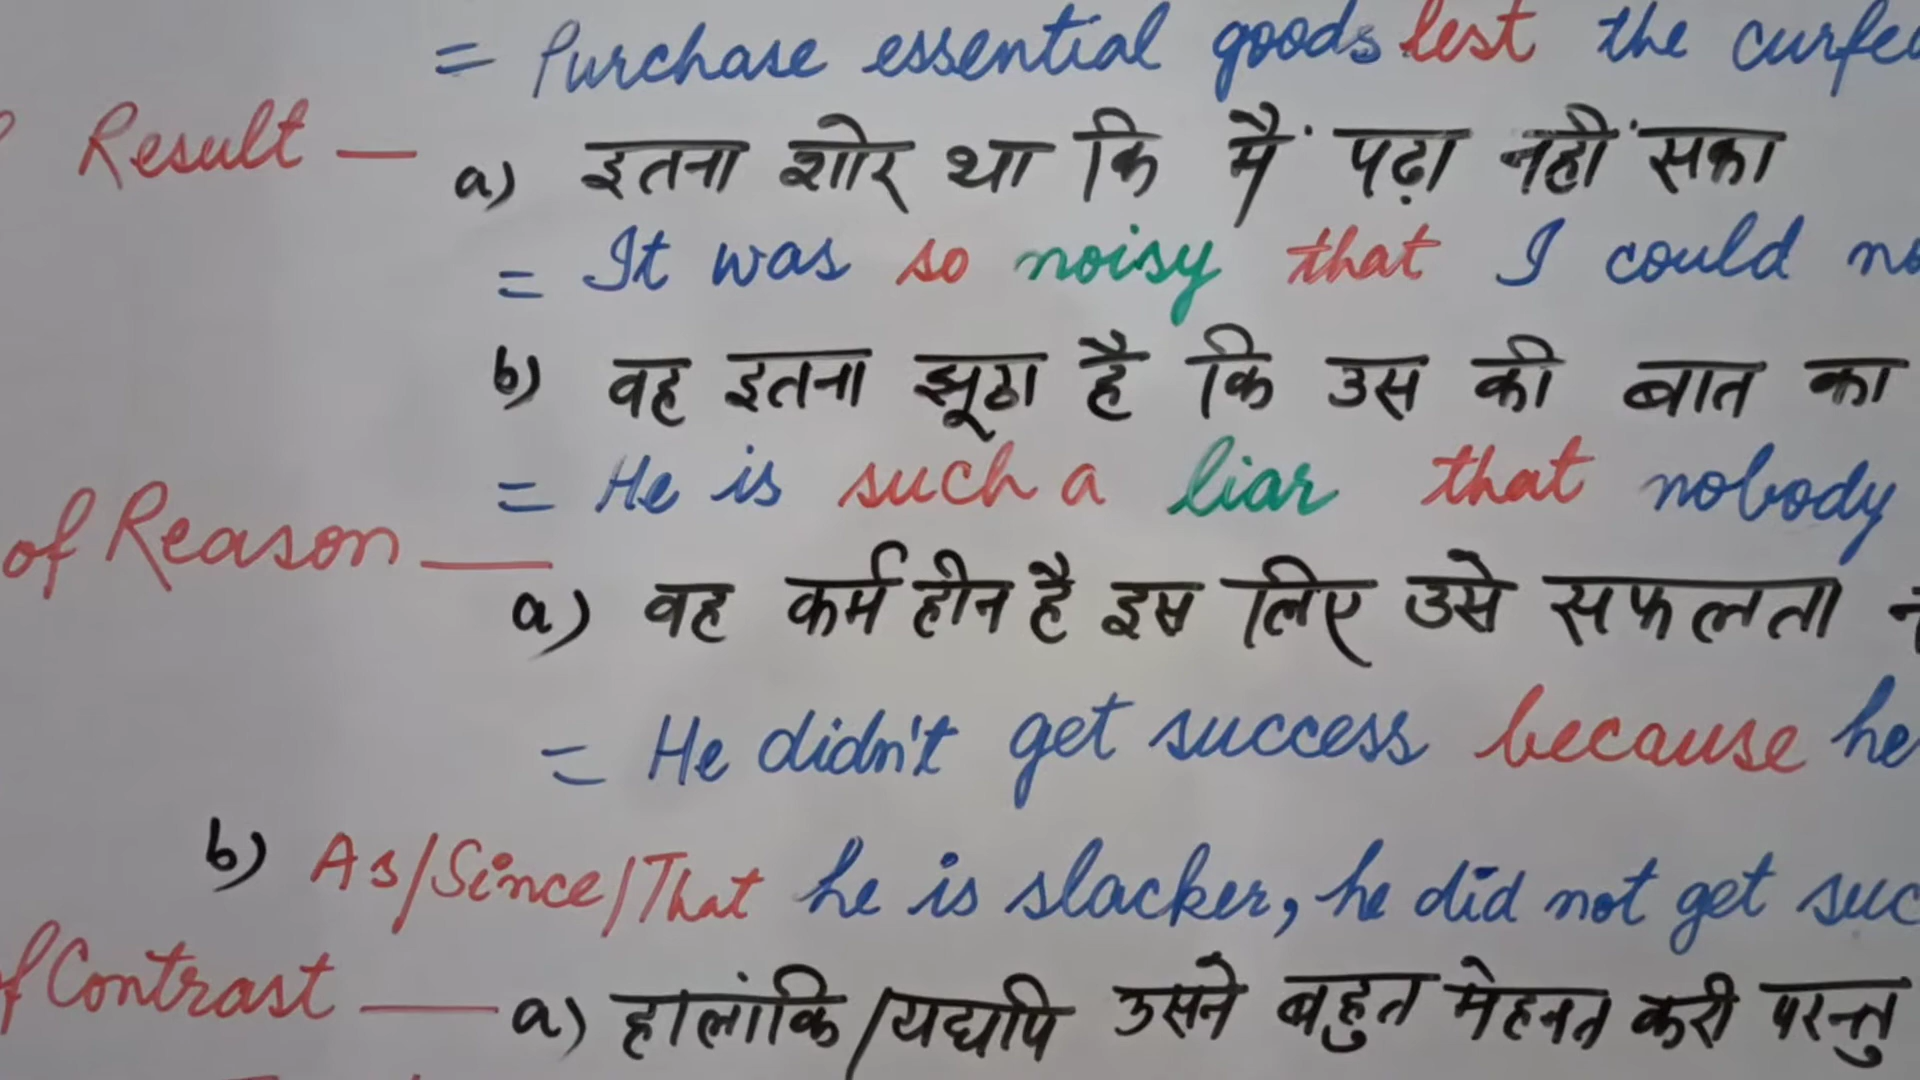 = Purchase essential goods lest the
Result — a) इतना शोर था कि मैं पढ़ा नहीं सका
= It was so noisy that I could
b) वह इतना झूठा है कि उस की बात का
= He is such a liar that nobody
of Reason —
a) वह कर्म हीन है इस लिए उसे सफलता
= He didn't get success because he
b) As/Since/That he is slacker, he did not get suc
of Contrast — a) हालांकि/यद्यपि उसने बहुत मेहनत करी परन्तु